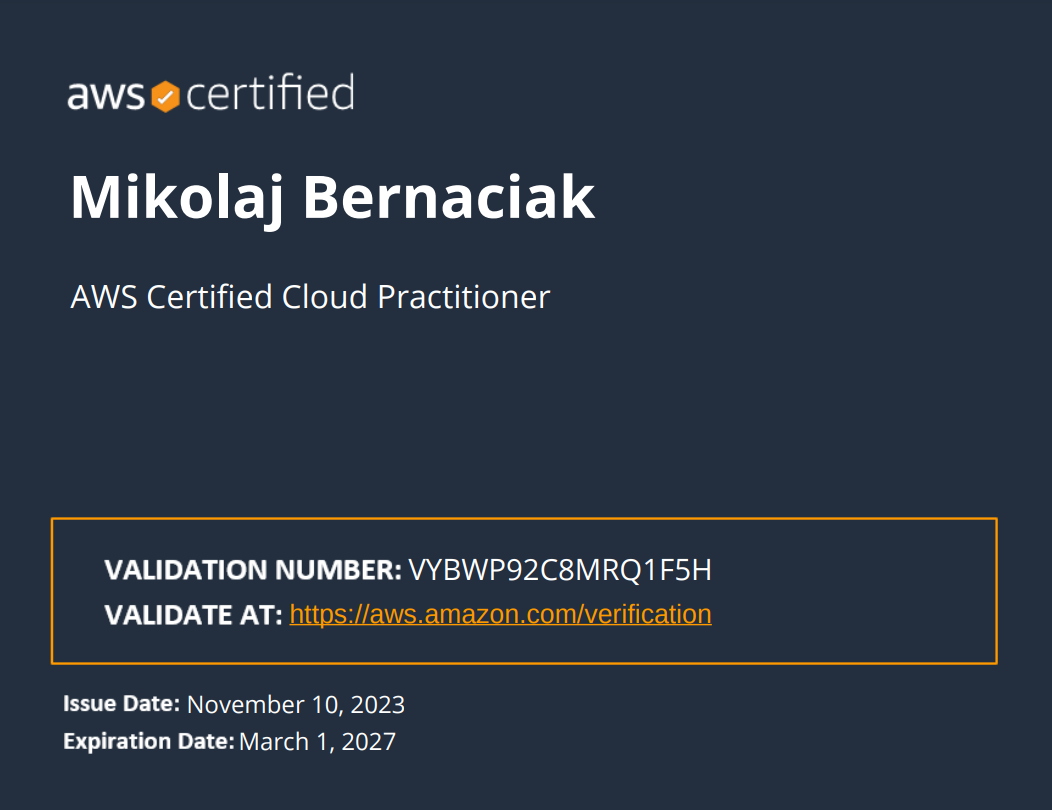 aws certified
Mikolaj Bernaciak
AWS Certified Cloud Practitioner
VALIDATION NUMBER: VYBWP92C8MRQ1F5H
VALIDATE AT: https://aws.amazon.com/verification
Issue Date: November 10, 2023
Expiration Date: March 1, 2027